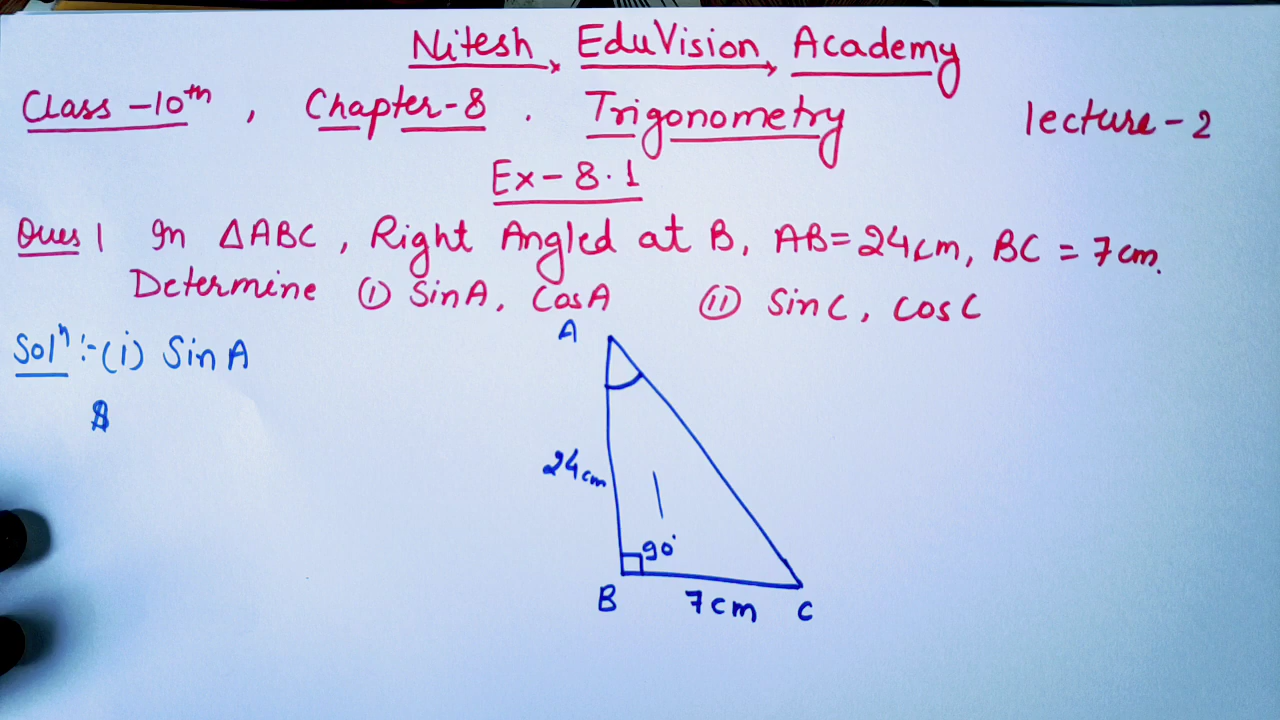 Nitesh EduVision Academy
Class -10th, Chapter-8. Trigonometry lecture-2
Ex-8.1
Ques 1 In ΔABC, Right Angled at B, AB=24cm, BC = 7cm.
Determine (i) SinA, CosA (ii) SinC, CosC
Solⁿ:-(i) Sin A
A
24cm
90°
B 7cm C